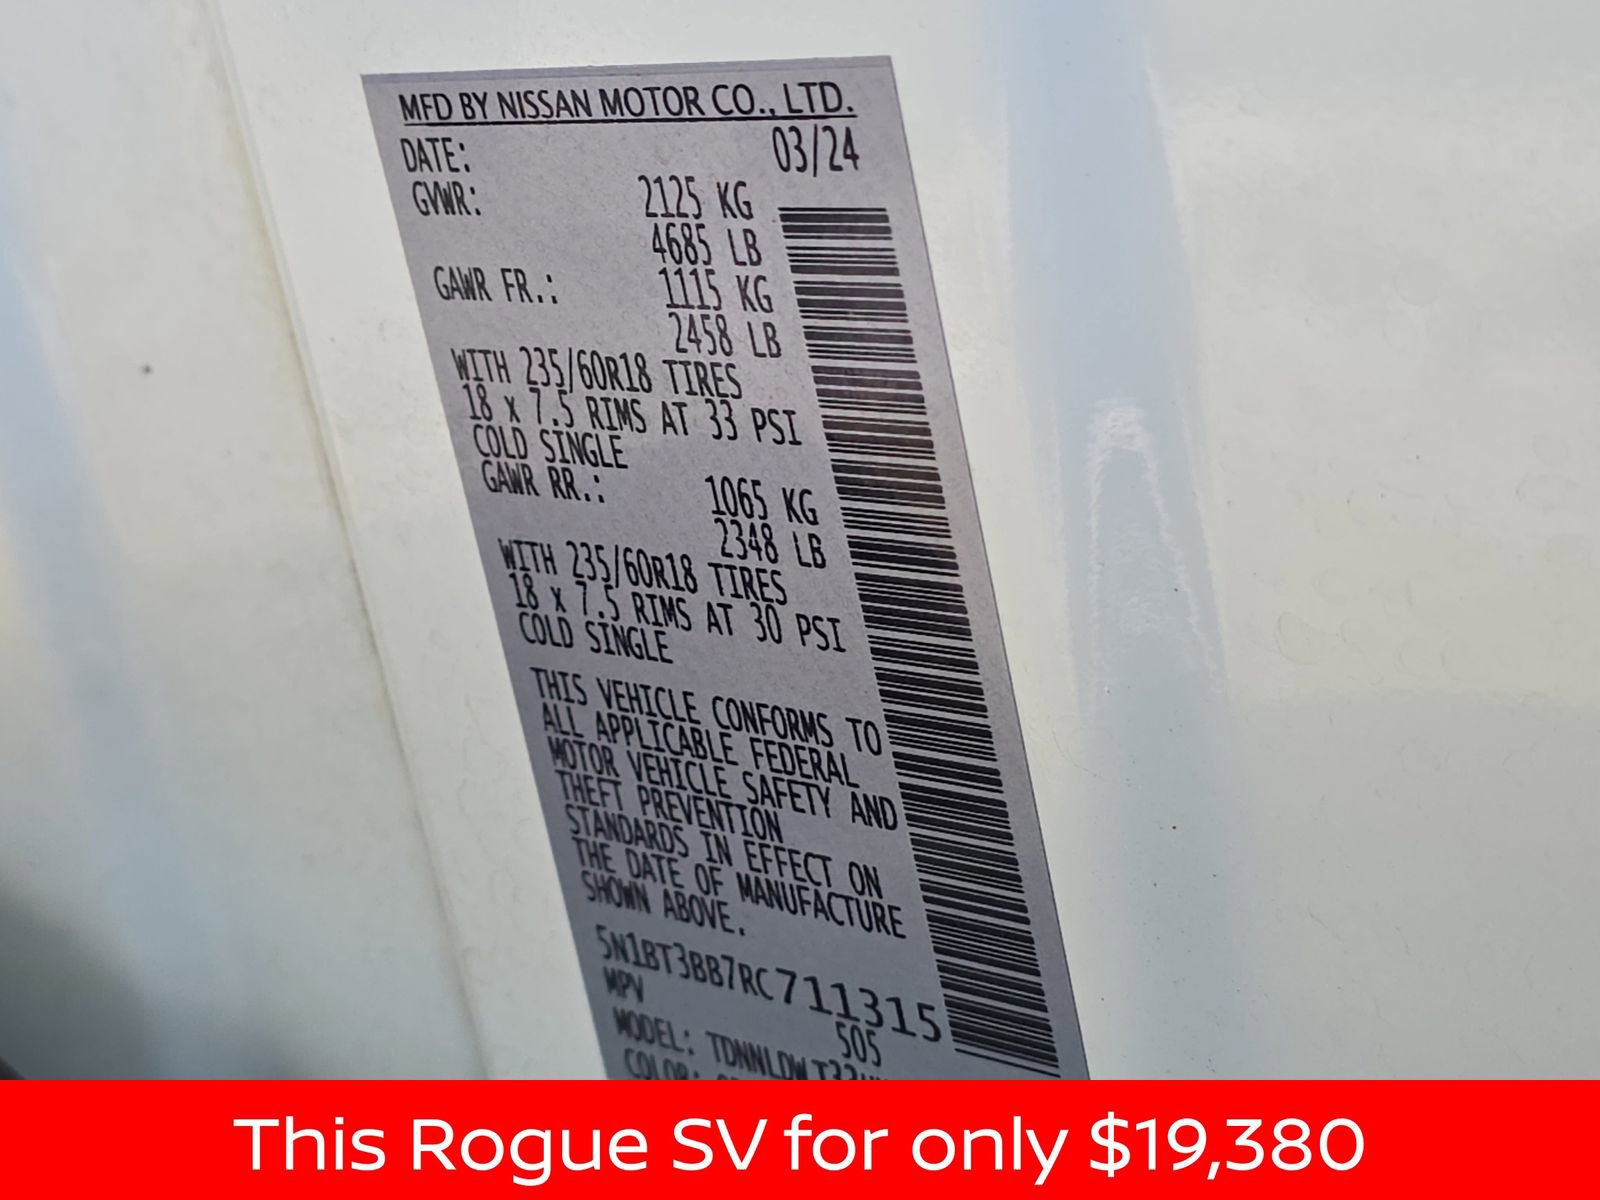 MFD BY NISSAN MOTOR CO., LTD.
DATE: 03/24
GVWR: 2125 KG
4685 LB
GAWR FR.: 1115 KG
2458 LB
WITH 235/60R18 TIRES
18 x 7.5 RIMS AT 33 PSI
COLD SINGLE
GAWR RR.: 1065 KG
2348 LB
WITH 235/60R18 TIRES
18 x 7.5 RIMS AT 30 PSI
COLD SINGLE
THIS VEHICLE CONFORMS TO
ALL APPLICABLE FEDERAL
MOTOR VEHICLE SAFETY AND
THEFT PREVENTION
STANDARDS IN EFFECT ON
THE DATE OF MANUFACTURE
SHOWN ABOVE.
5N1BT3BB7RC711315
MPV 505
MODEL:
COLOR:
This Rogue SV for only $19,380